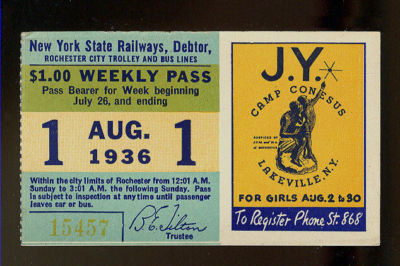 New York State Railways, Debtor,
ROCHESTER CITY TROLLEY AND BUS LINES
$1.00 WEEKLY PASS
Pass Bearer for Week beginning
July 26, and ending
1 AUG. 1
1936
Within the city limits of Rochester from 12:01 A.M.
Sunday to 3:01 A.M. the following Sunday. Pass
is subject to inspection at any time until passenger
leaves car or bus.
15457
B.E. Tilton
Trustee
J.Y.
CAMP CONESUS
LAKEVILLE, N.Y.
FOR GIRLS AUG. 2 to 30
To Register Phone St. 868